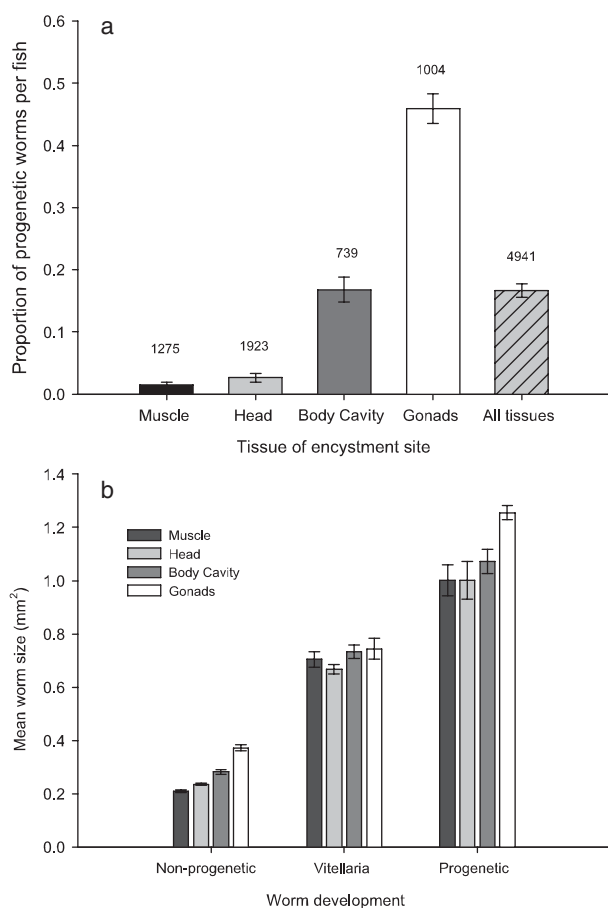 a
Proportion of progenetic worms per fish
0.6
0.5
0.4
0.3
0.2
0.1
0.0
1275
1923
739
1004
4941
Muscle Head Body Cavity Gonads All tissues
Tissue of encystment site
b
Mean worm size (mm²)
1.4
1.2
1.0
0.8
0.6
0.4
0.2
0.0
Muscle
Head
Body Cavity
Gonads
Non-progenetic Vitellaria Progenetic
Worm development